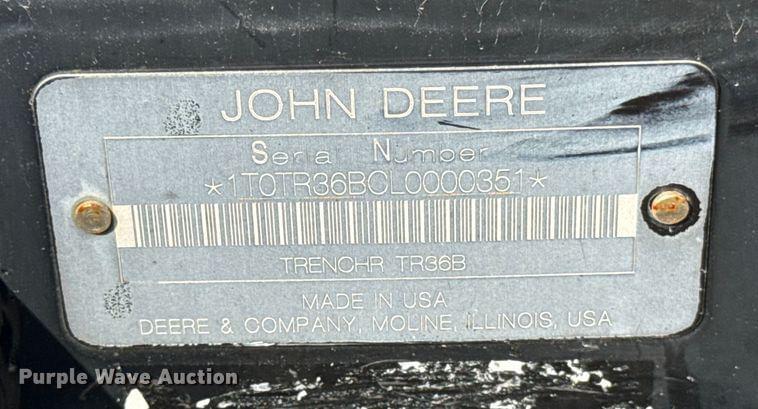 JOHN DEERE
Serial Number
*1T0TR36BCL0000351*
TRENCHR TR36B
MADE IN USA
DEERE & COMPANY, MOLINE, ILLINOIS, USA
Purple Wave Auction